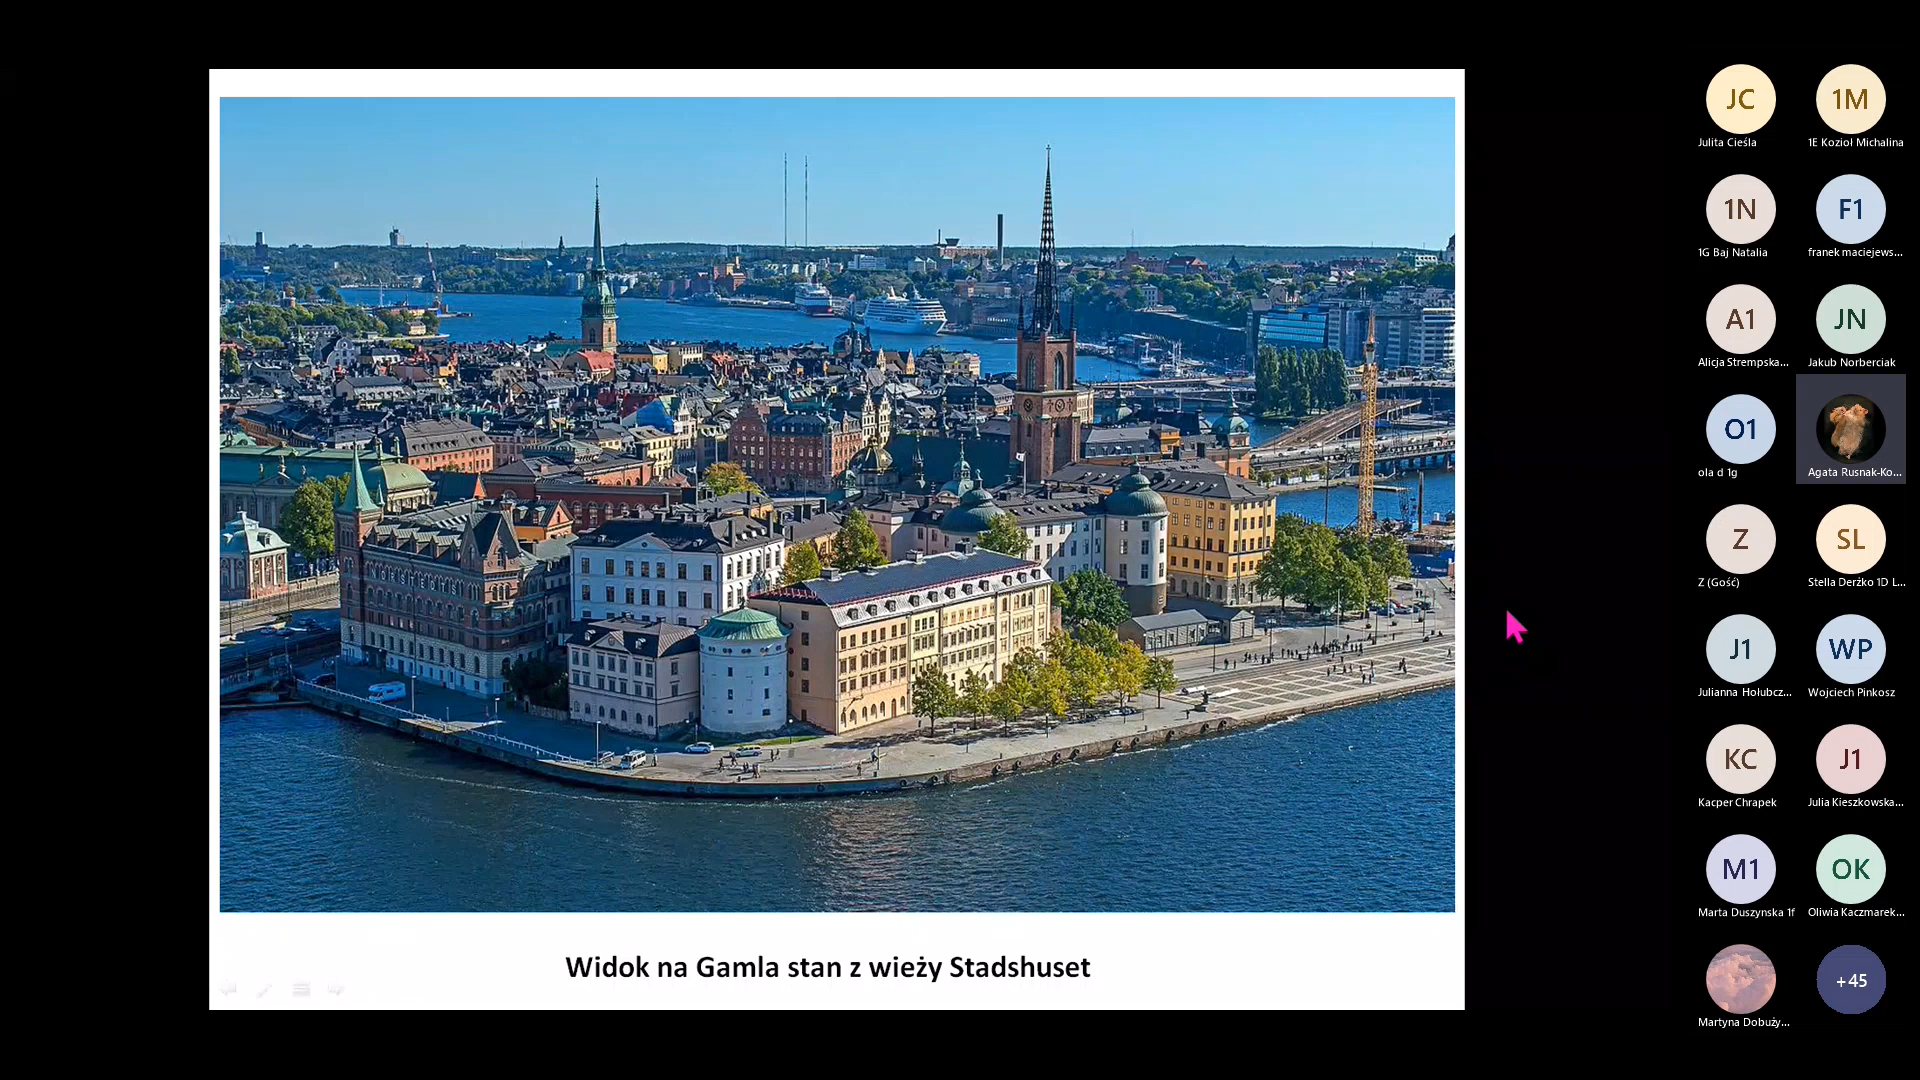 NORSTEDTS
Widok na Gamla stan z wieży Stadshuset
JC
Julita Cieśla
1M
1E Kozioł Michalina
1N
1G Baj Natalia
F1
franek maciejews...
A1
Alicja Strempska...
JN
Jakub Norberciak
O1
ola d 1g
Agata Rusnak-Ko...
Z
Z (Gość)
SL
Stella Derżko 1D L...
J1
Julianna Hołubcz...
WP
Wojciech Pinkosz
KC
Kacper Chrapek
J1
Julia Kieszkowska...
M1
Marta Duszynska 1f
OK
Oliwia Kaczmarek...
Martyna Dobuży...
+45